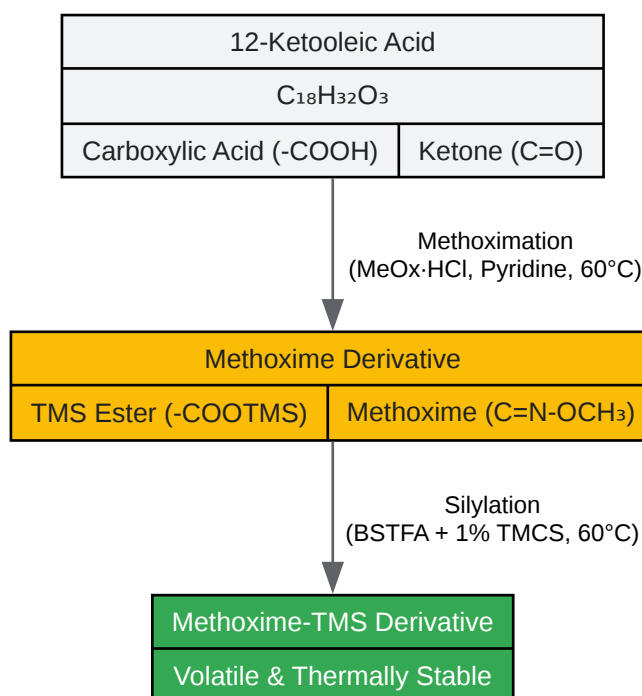 12-Ketooleic Acid
C₁₈H₃₂O₃
Carboxylic Acid (-COOH) Ketone (C=O)
Methoximation
(MeOx·HCl, Pyridine, 60°C)
Methoxime Derivative
TMS Ester (-COOTMS) Methoxime (C=N-OCH₃)
Silylation
(BSTFA + 1% TMCS, 60°C)
Methoxime-TMS Derivative
Volatile & Thermally Stable